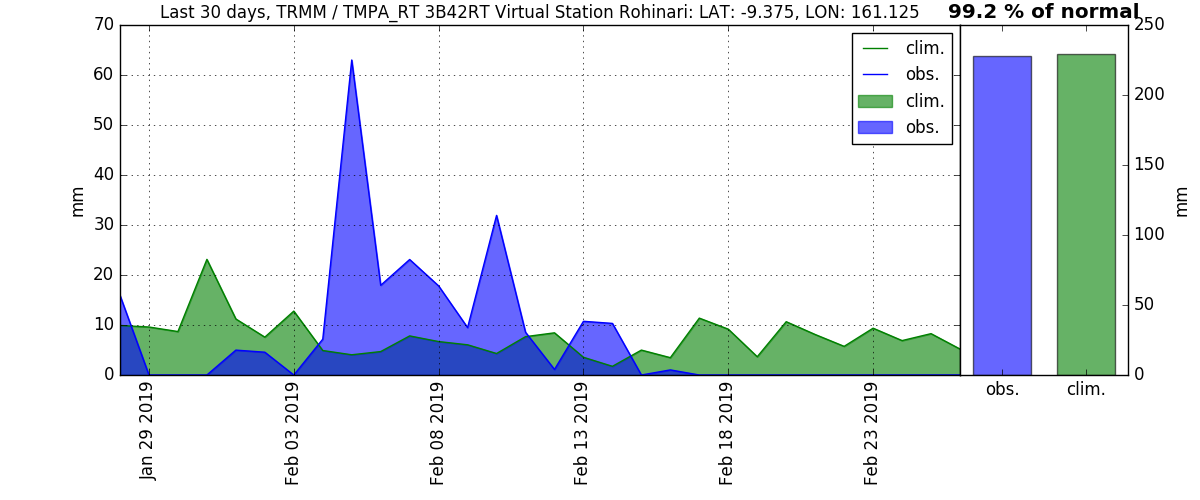 Last 30 days, TRMM / TMPA_RT 3B42RT Virtual Station Rohinari: LAT: -9.375, LON: 161.125
99.2 % of normal
70
60
50
40
30
20
10
0
mm
clim.
obs.
clim.
obs.
250
200
150
100
50
0
mm
obs.
clim.
Jan 29 2019
Feb 03 2019
Feb 08 2019
Feb 13 2019
Feb 18 2019
Feb 23 2019